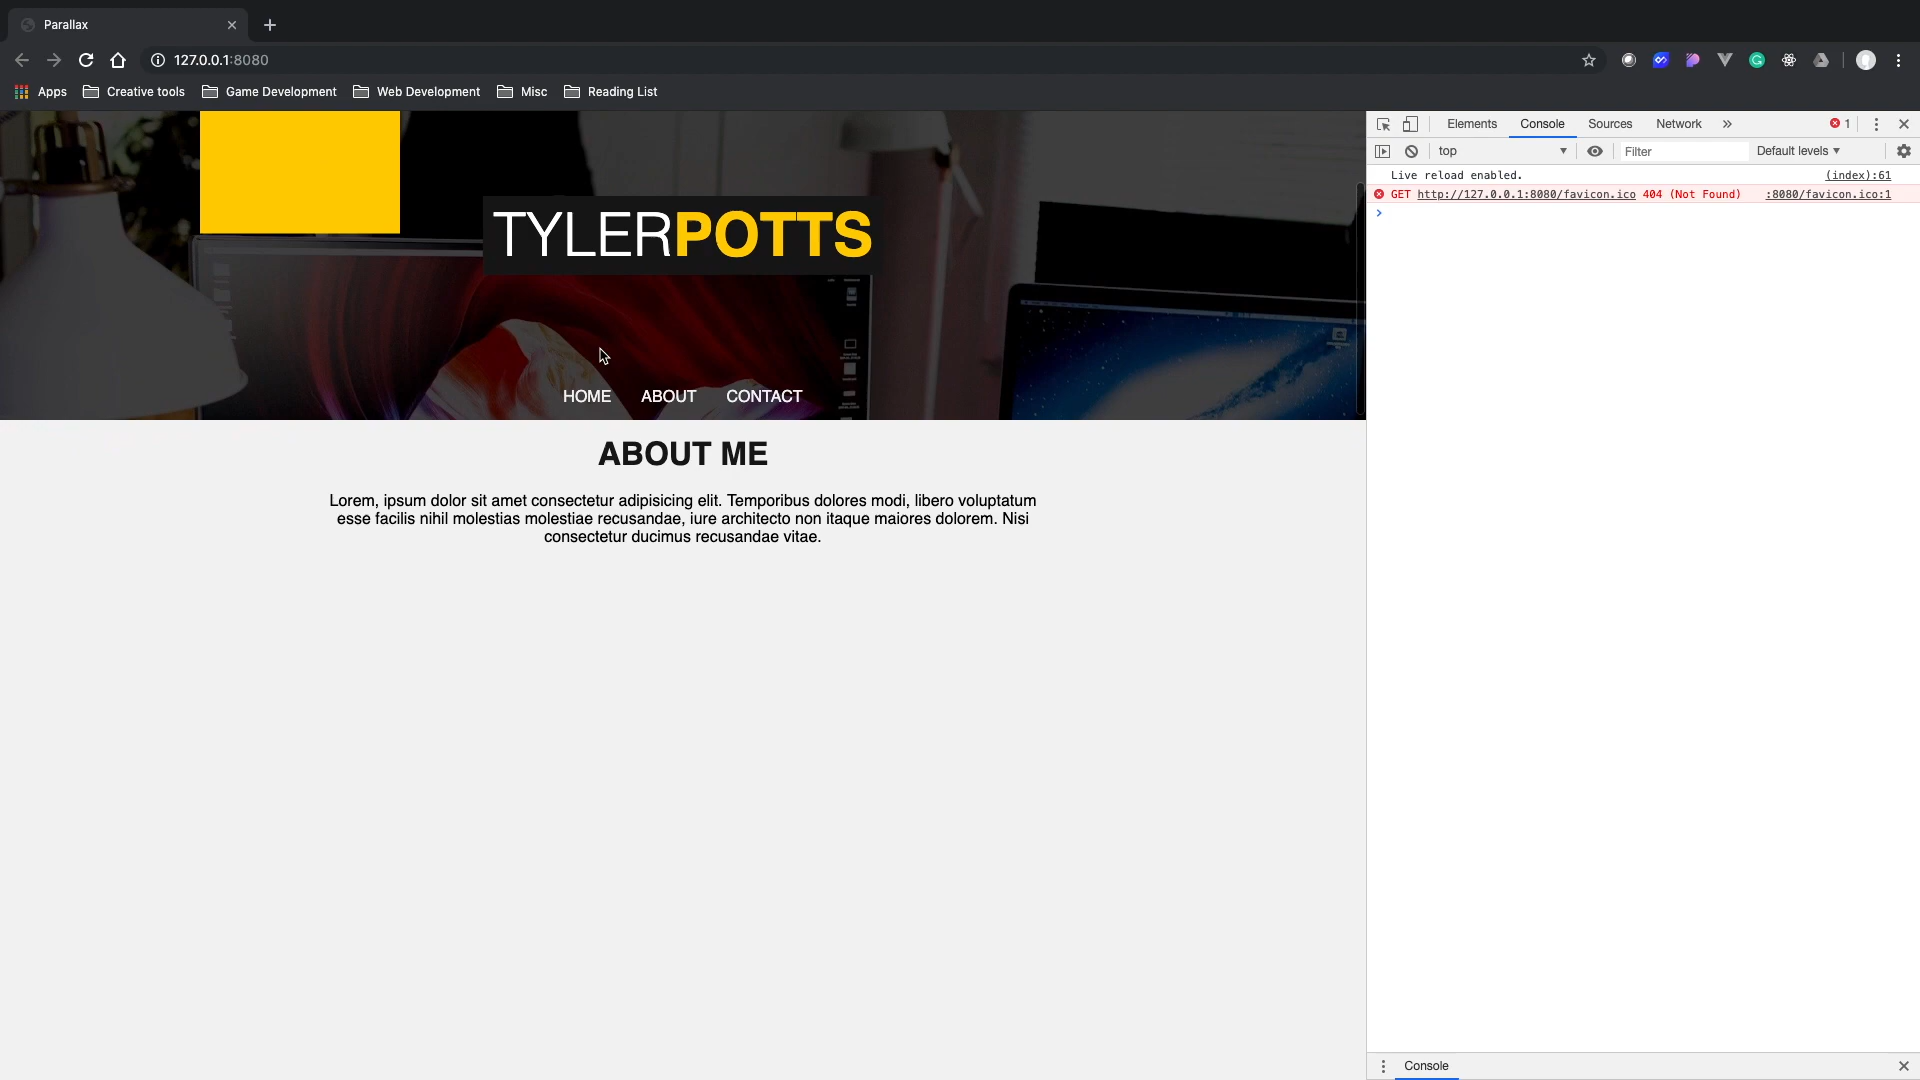 Parallax
127.0.0.1:8080
Apps Creative tools Game Development Web Development Misc Reading List
TYLERPOTTS
HOME ABOUT CONTACT
ABOUT ME
Lorem, ipsum dolor sit amet consectetur adipisicing elit. Temporibus dolores modi, libero voluptatum
esse facilis nihil molestias molestiae recusandae, iure architecto non itaque maiores dolorem. Nisi
consectetur ducimus recusandae vitae.
Elements Console Sources Network » 1
top Filter Default levels
Live reload enabled. (index):61
GET http://127.0.0.1:8080/favicon.ico 404 (Not Found) :8080/favicon.ico:1
Console